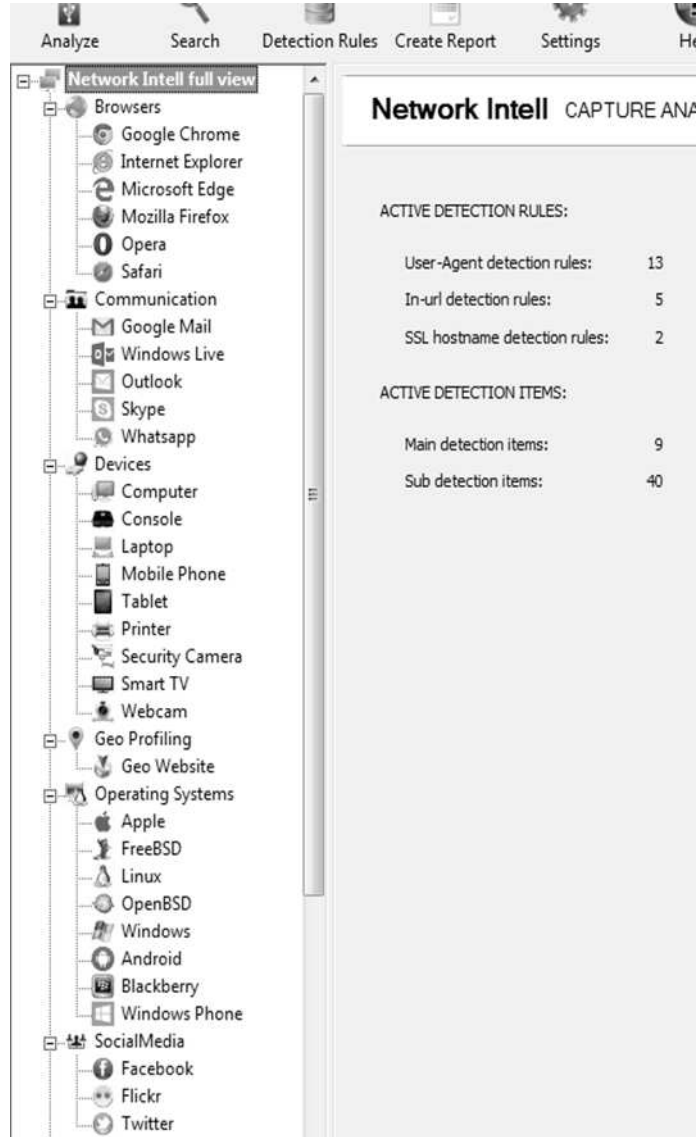 Analyze Search Detection Rules Create Report Settings
Network Intell full view
Browsers
Google Chrome
Internet Explorer
Microsoft Edge
Mozilla Firefox
Opera
Safari
Communication
Google Mail
Windows Live
Outlook
Skype
Whatsapp
Devices
Computer
Console
Laptop
Mobile Phone
Tablet
Printer
Security Camera
Smart TV
Webcam
Geo Profiling
Geo Website
Operating Systems
Apple
FreeBSD
Linux
OpenBSD
Windows
Android
Blackberry
Windows Phone
SocialMedia
Facebook
Flickr
Twitter
Network Intell CAPTURE ANA
ACTIVE DETECTION RULES:
User-Agent detection rules: 13
In-url detection rules: 5
SSL hostname detection rules: 2
ACTIVE DETECTION ITEMS:
Main detection items: 9
Sub detection items: 40